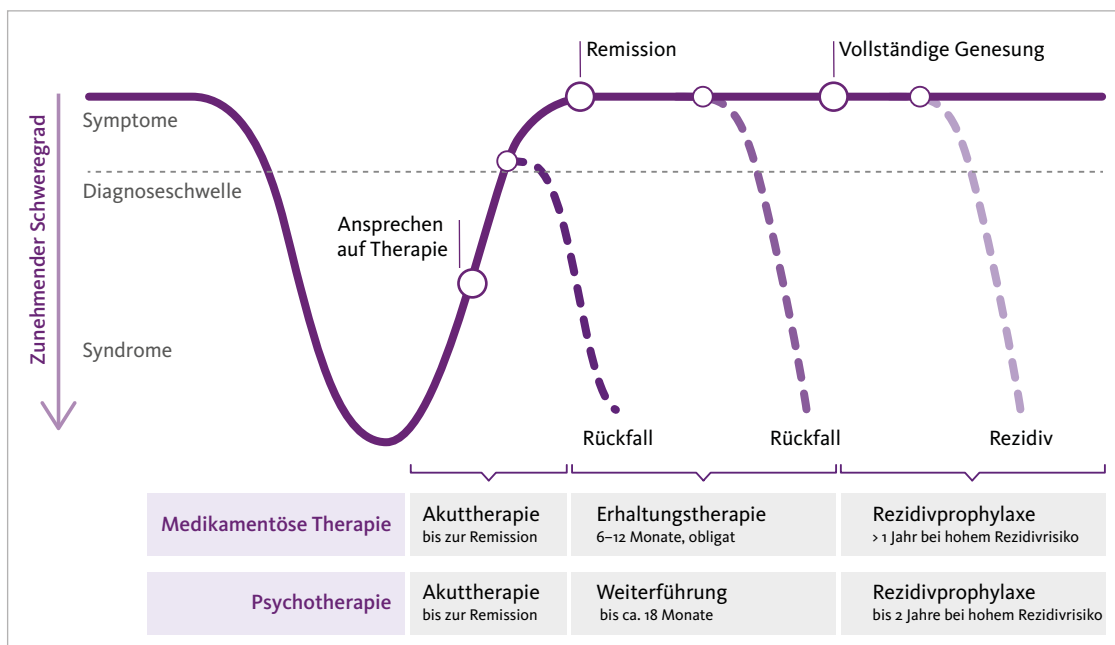 Remission
Vollständige Genesung
Zunehmender Schweregrad
Symptome
Diagnoseschwelle
Ansprechen
auf Therapie
Syndrome
Rückfall
Rückfall
Rezidiv
Medikamentöse Therapie
Akuttherapie
bis zur Remission
Erhaltungstherapie
6–12 Monate, obligat
Rezidivprophylaxe
› 1 Jahr bei hohem Rezidivrisiko
Psychotherapie
Akuttherapie
bis zur Remission
Weiterführung
bis ca. 18 Monate
Rezidivprophylaxe
bis 2 Jahre bei hohem Rezidivrisiko